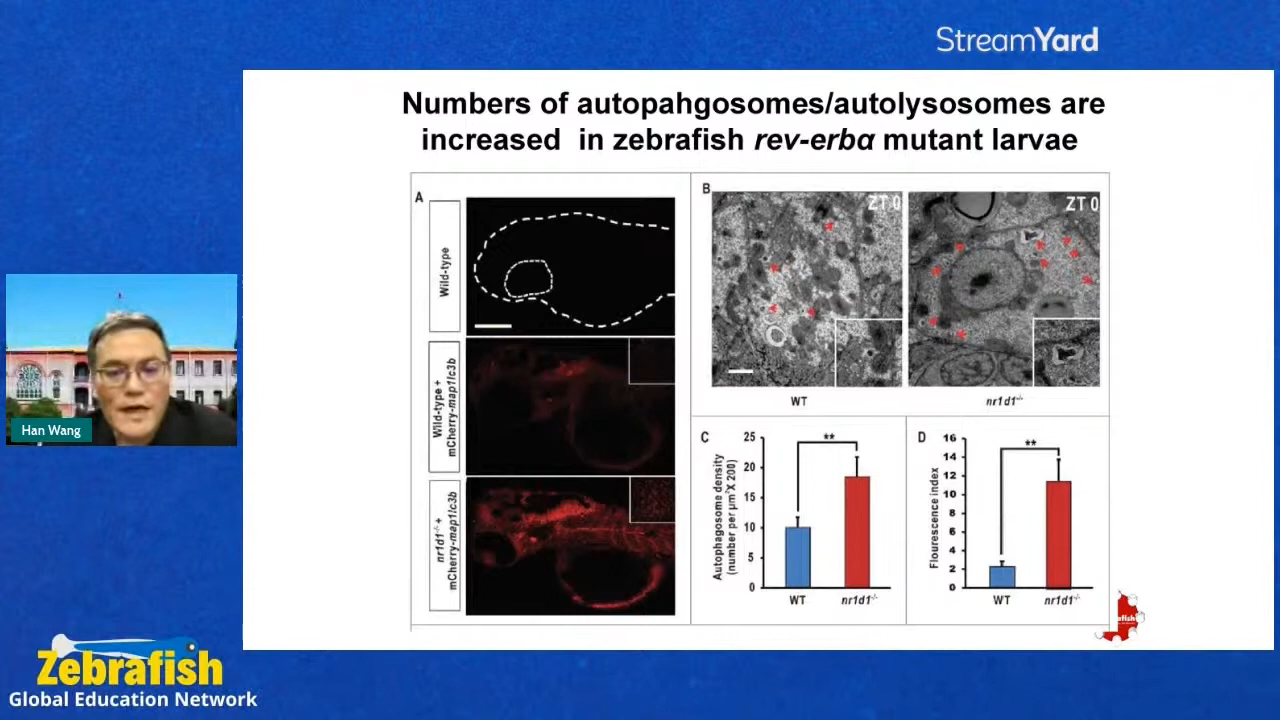 StreamYard
Numbers of autopahgosomes/autolysosomes are
increased in zebrafish rev-erbα mutant larvae
A
Wild-type
Wild-type +
mCherry-map1lc3b
nr1d1-/- +
mCherry-map1lc3b
B
ZT 0
ZT 0
WT
nr1d1-/-
C
Autophagosome density
(number per µm²X 200)
25
20
15
10
5
0
**
WT
nr1d1-/-
D
Flourescence index
16
14
12
10
8
6
4
2
0
**
WT
nr1d1-/-
Han Wang
Zebrafish
Global Education Network